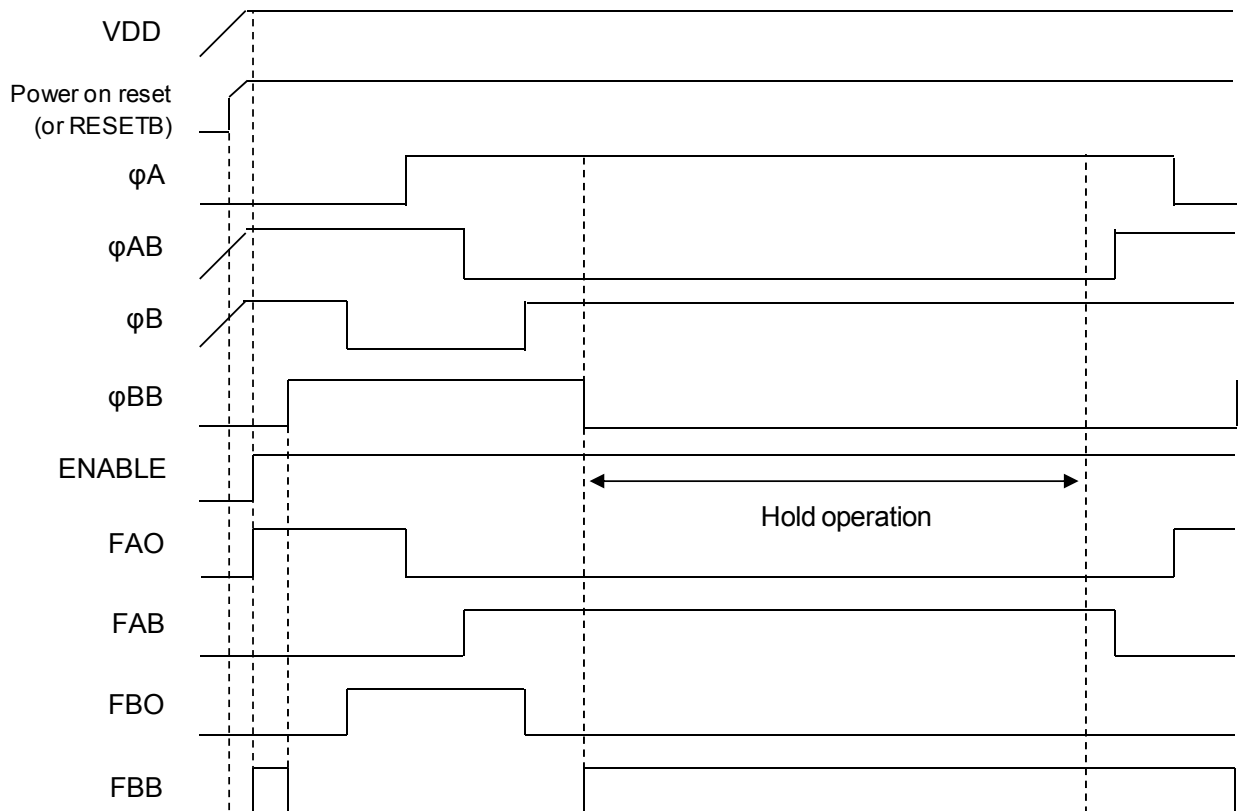 VDD
Power on reset
(or RESETB)
φA
φAB
φB
φBB
ENABLE
Hold operation
FAO
FAB
FBO
FBB